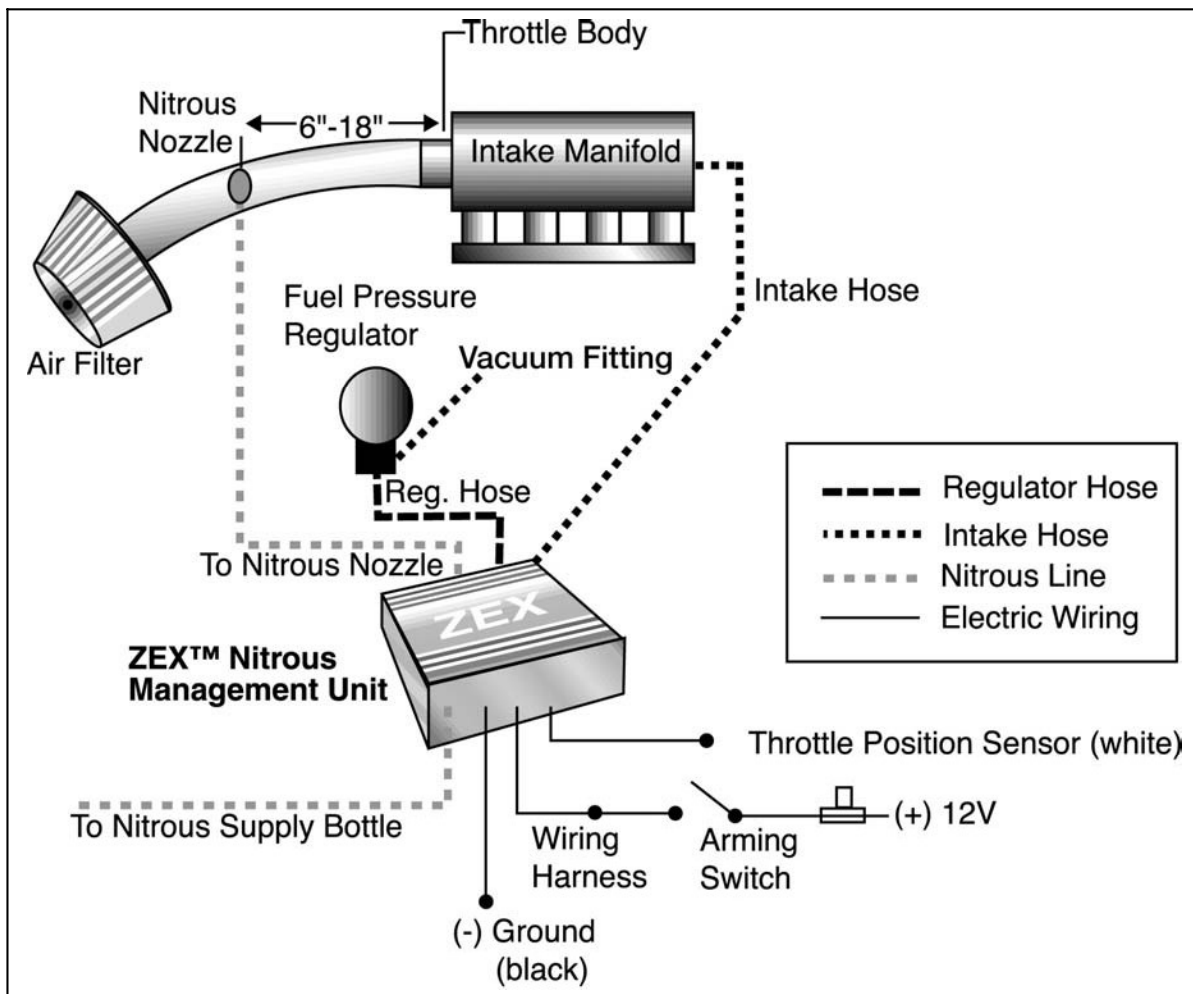 Throttle Body
Nitrous
Nozzle
6"-18"
Intake Manifold
Intake Hose
Fuel Pressure
Regulator
Vacuum Fitting
Air Filter
Reg. Hose
To Nitrous Nozzle
Regulator Hose
Intake Hose
Nitrous Line
Electric Wiring
ZEX
ZEX™ Nitrous
Management Unit
Throttle Position Sensor (white)
To Nitrous Supply Bottle
(+) 12V
Wiring
Harness
Arming
Switch
(-) Ground
(black)